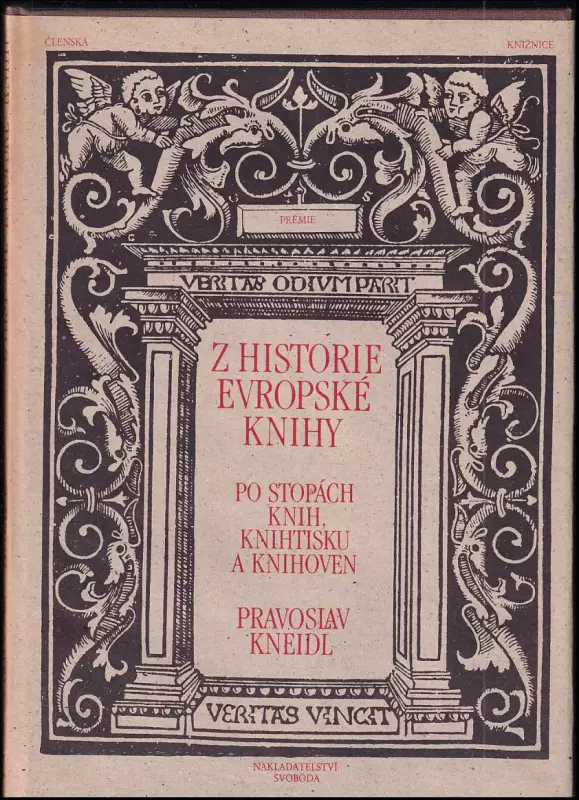 ČLENSKÁ KNIŽNICE
G A S S
PRÉMIE
VERITAS ODIVM PARIT
Z HISTORIE
EVROPSKÉ
KNIHY
PO STOPÁCH
KNIH,
KNIHTISKU
A KNIHOVEN
PRAVOSLAV
KNEIDL
VERITAS VINCIT
NAKLADATELSTVÍ
SVOBODA